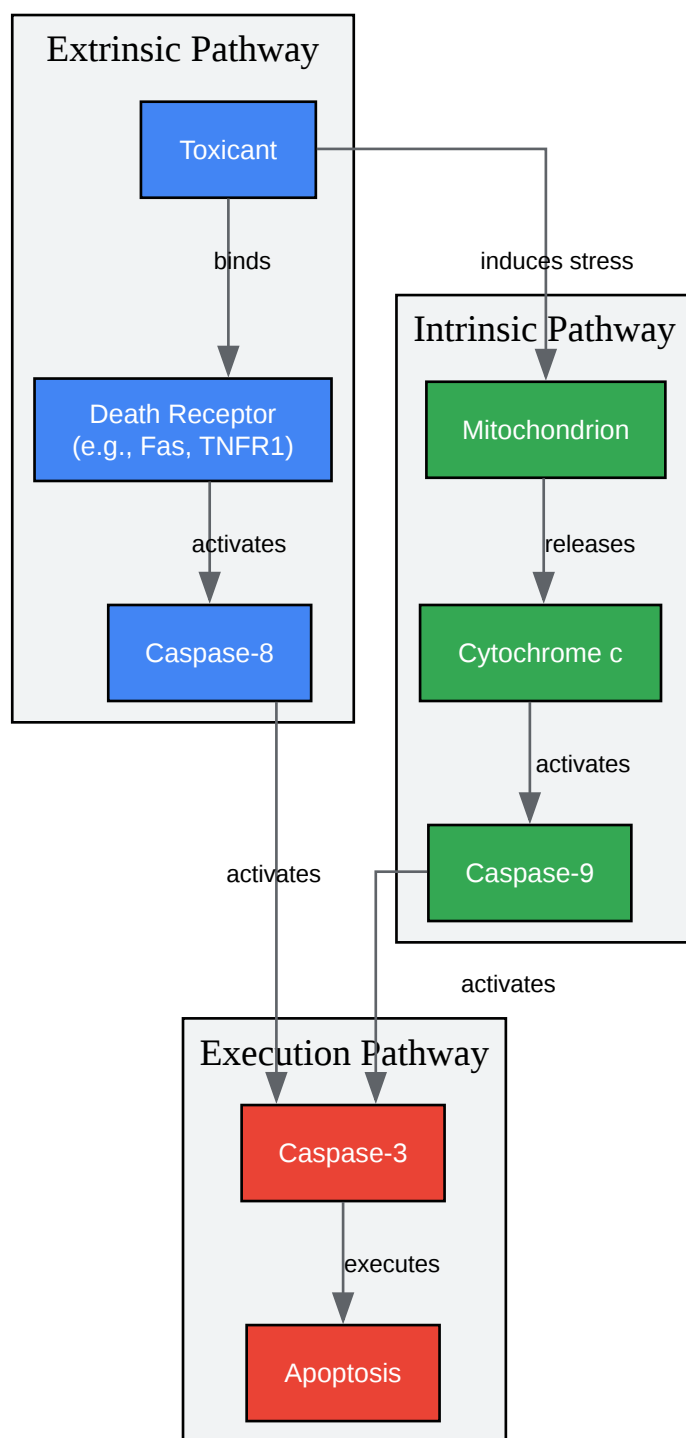 Extrinsic Pathway
Toxicant
binds
induces stress
Intrinsic Pathway
Death Receptor
(e.g., Fas, TNFR1)
Mitochondrion
activates
releases
Caspase-8
Cytochrome c
activates
activates
Caspase-9
activates
Execution Pathway
Caspase-3
executes
Apoptosis